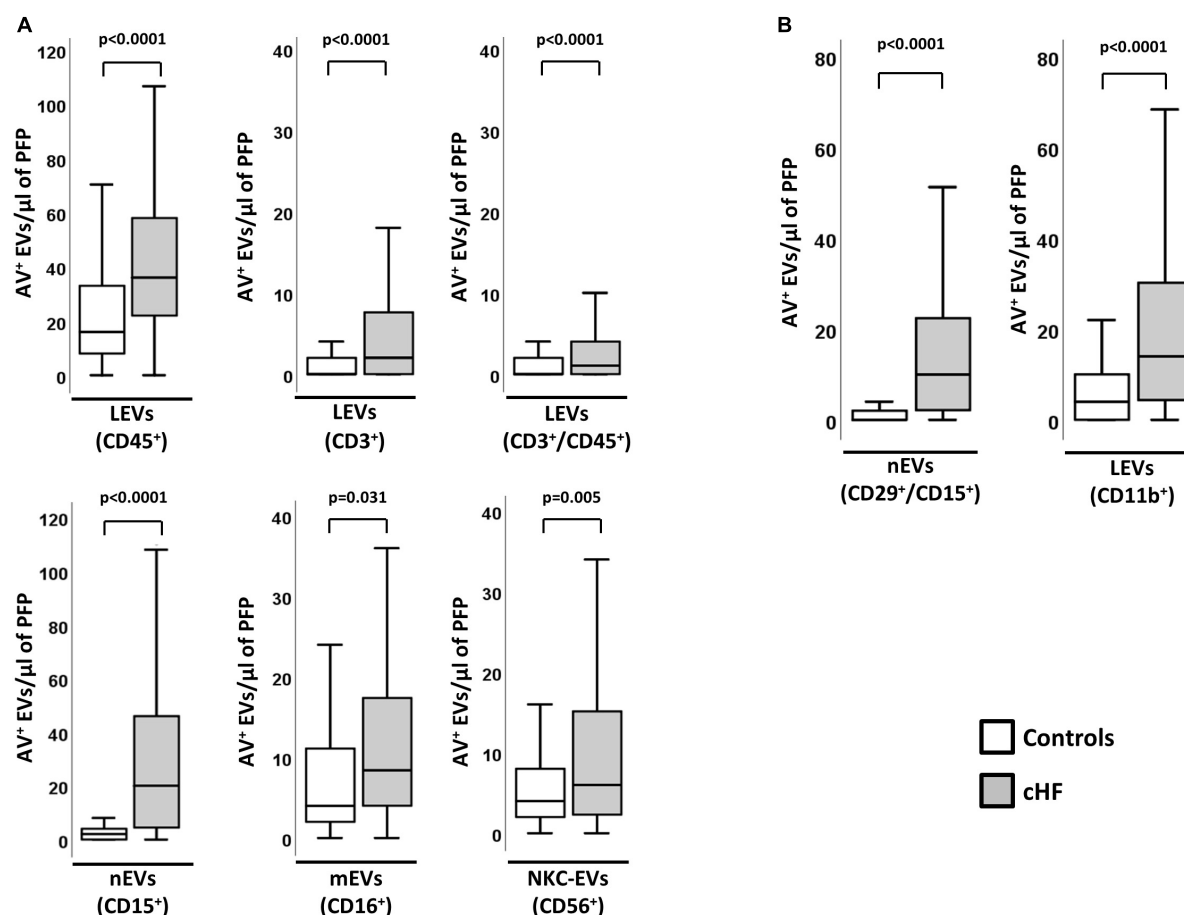 A
p<0.0001
AV⁺ EVs/µl of PFP
120
100
80
60
40
20
0
LEVs
(CD45⁺)
p<0.0001
AV⁺ EVs/µl of PFP
40
30
20
10
0
LEVs
(CD3⁺)
p<0.0001
AV⁺ EVs/µl of PFP
40
30
20
10
0
LEVs
(CD3⁺/CD45⁺)
p<0.0001
AV⁺ EVs/µl of PFP
120
100
80
60
40
20
0
nEVs
(CD15⁺)
p=0.031
AV⁺ EVs/µl of PFP
40
30
20
10
0
mEVs
(CD16⁺)
p=0.005
AV⁺ EVs/µl of PFP
40
30
20
10
0
NKC-EVs
(CD56⁺)
B
p<0.0001
AV⁺ EVs/µl of PFP
80
60
40
20
0
nEVs
(CD29⁺/CD15⁺)
p<0.0001
AV⁺ EVs/µl of PFP
80
60
40
20
0
LEVs
(CD11b⁺)
Controls
cHF